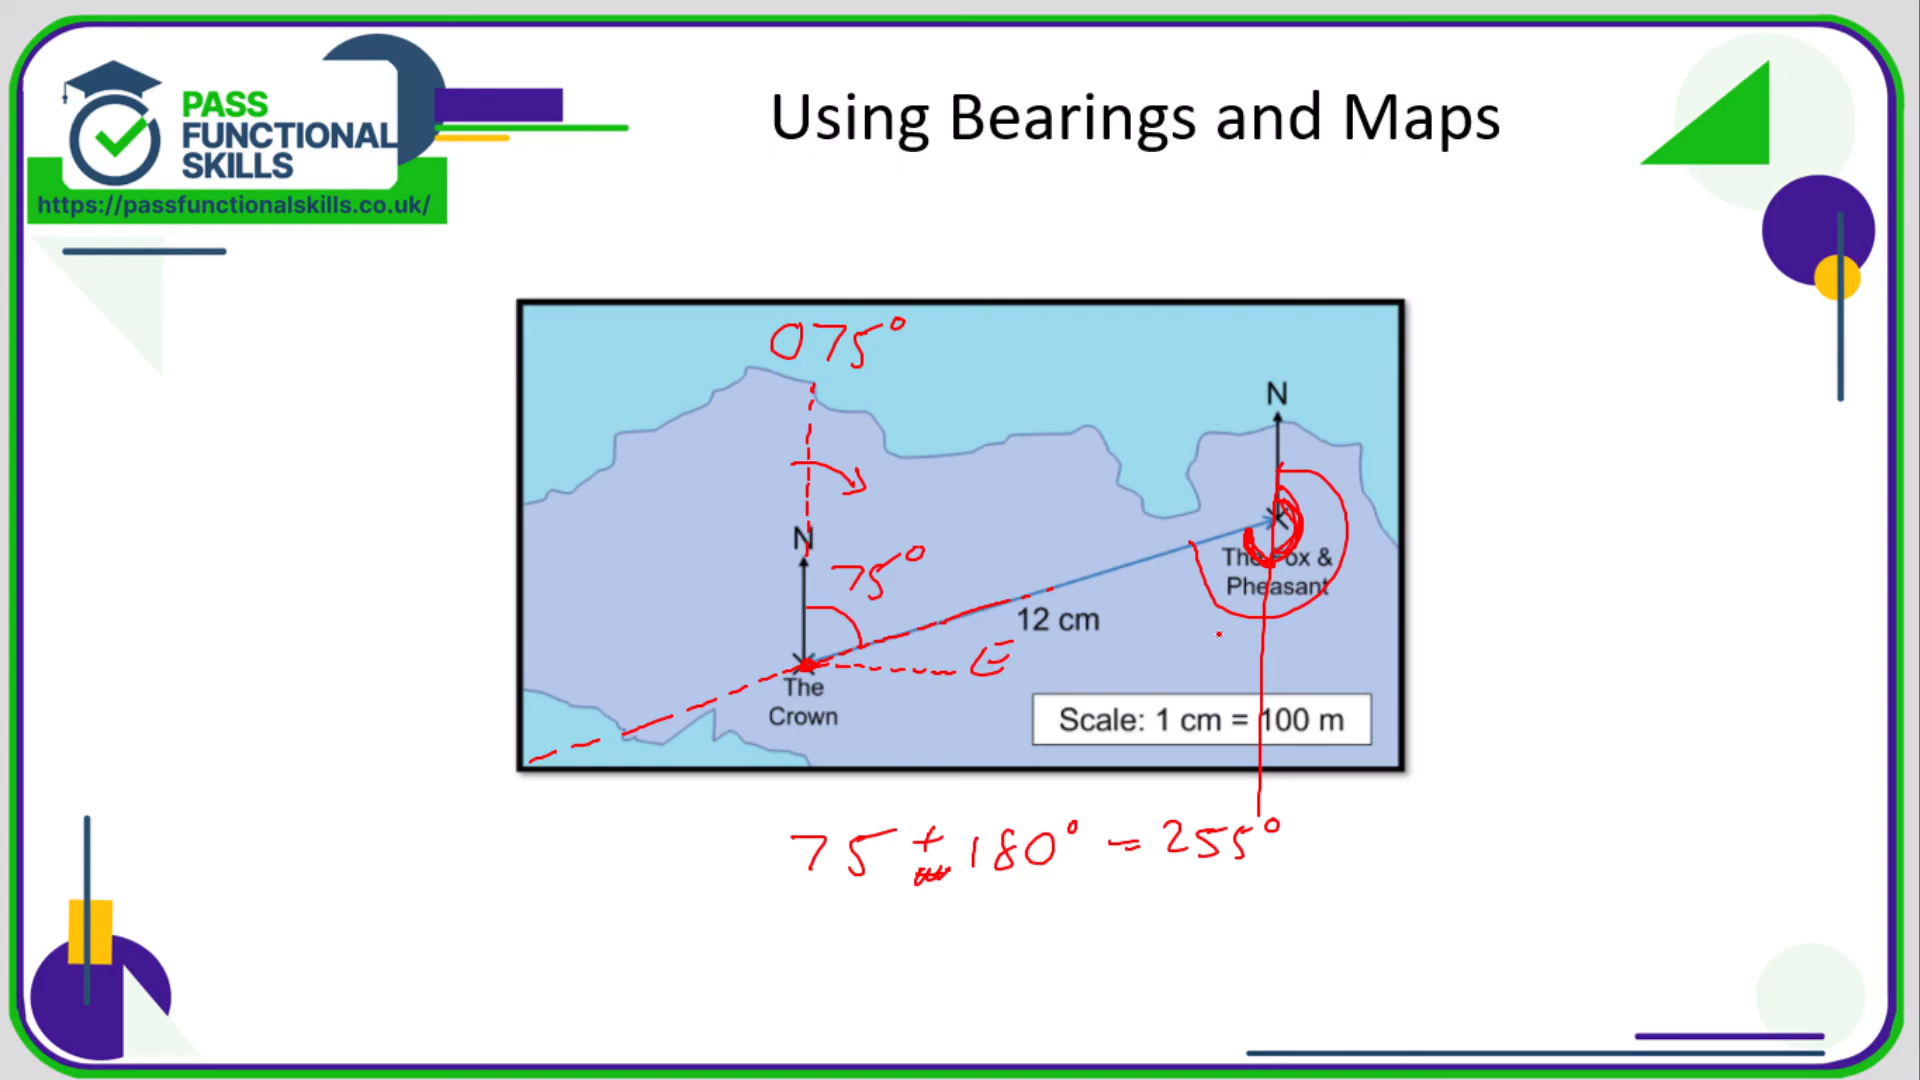 PASS
FUNCTIONAL
SKILLS
https://passfunctionalskills.co.uk/
Using Bearings and Maps
075°
N
N
75°
The Fox &
Pheasant
12 cm
E
The
Crown
Scale: 1 cm = 100 m
75 + 180° = 255°